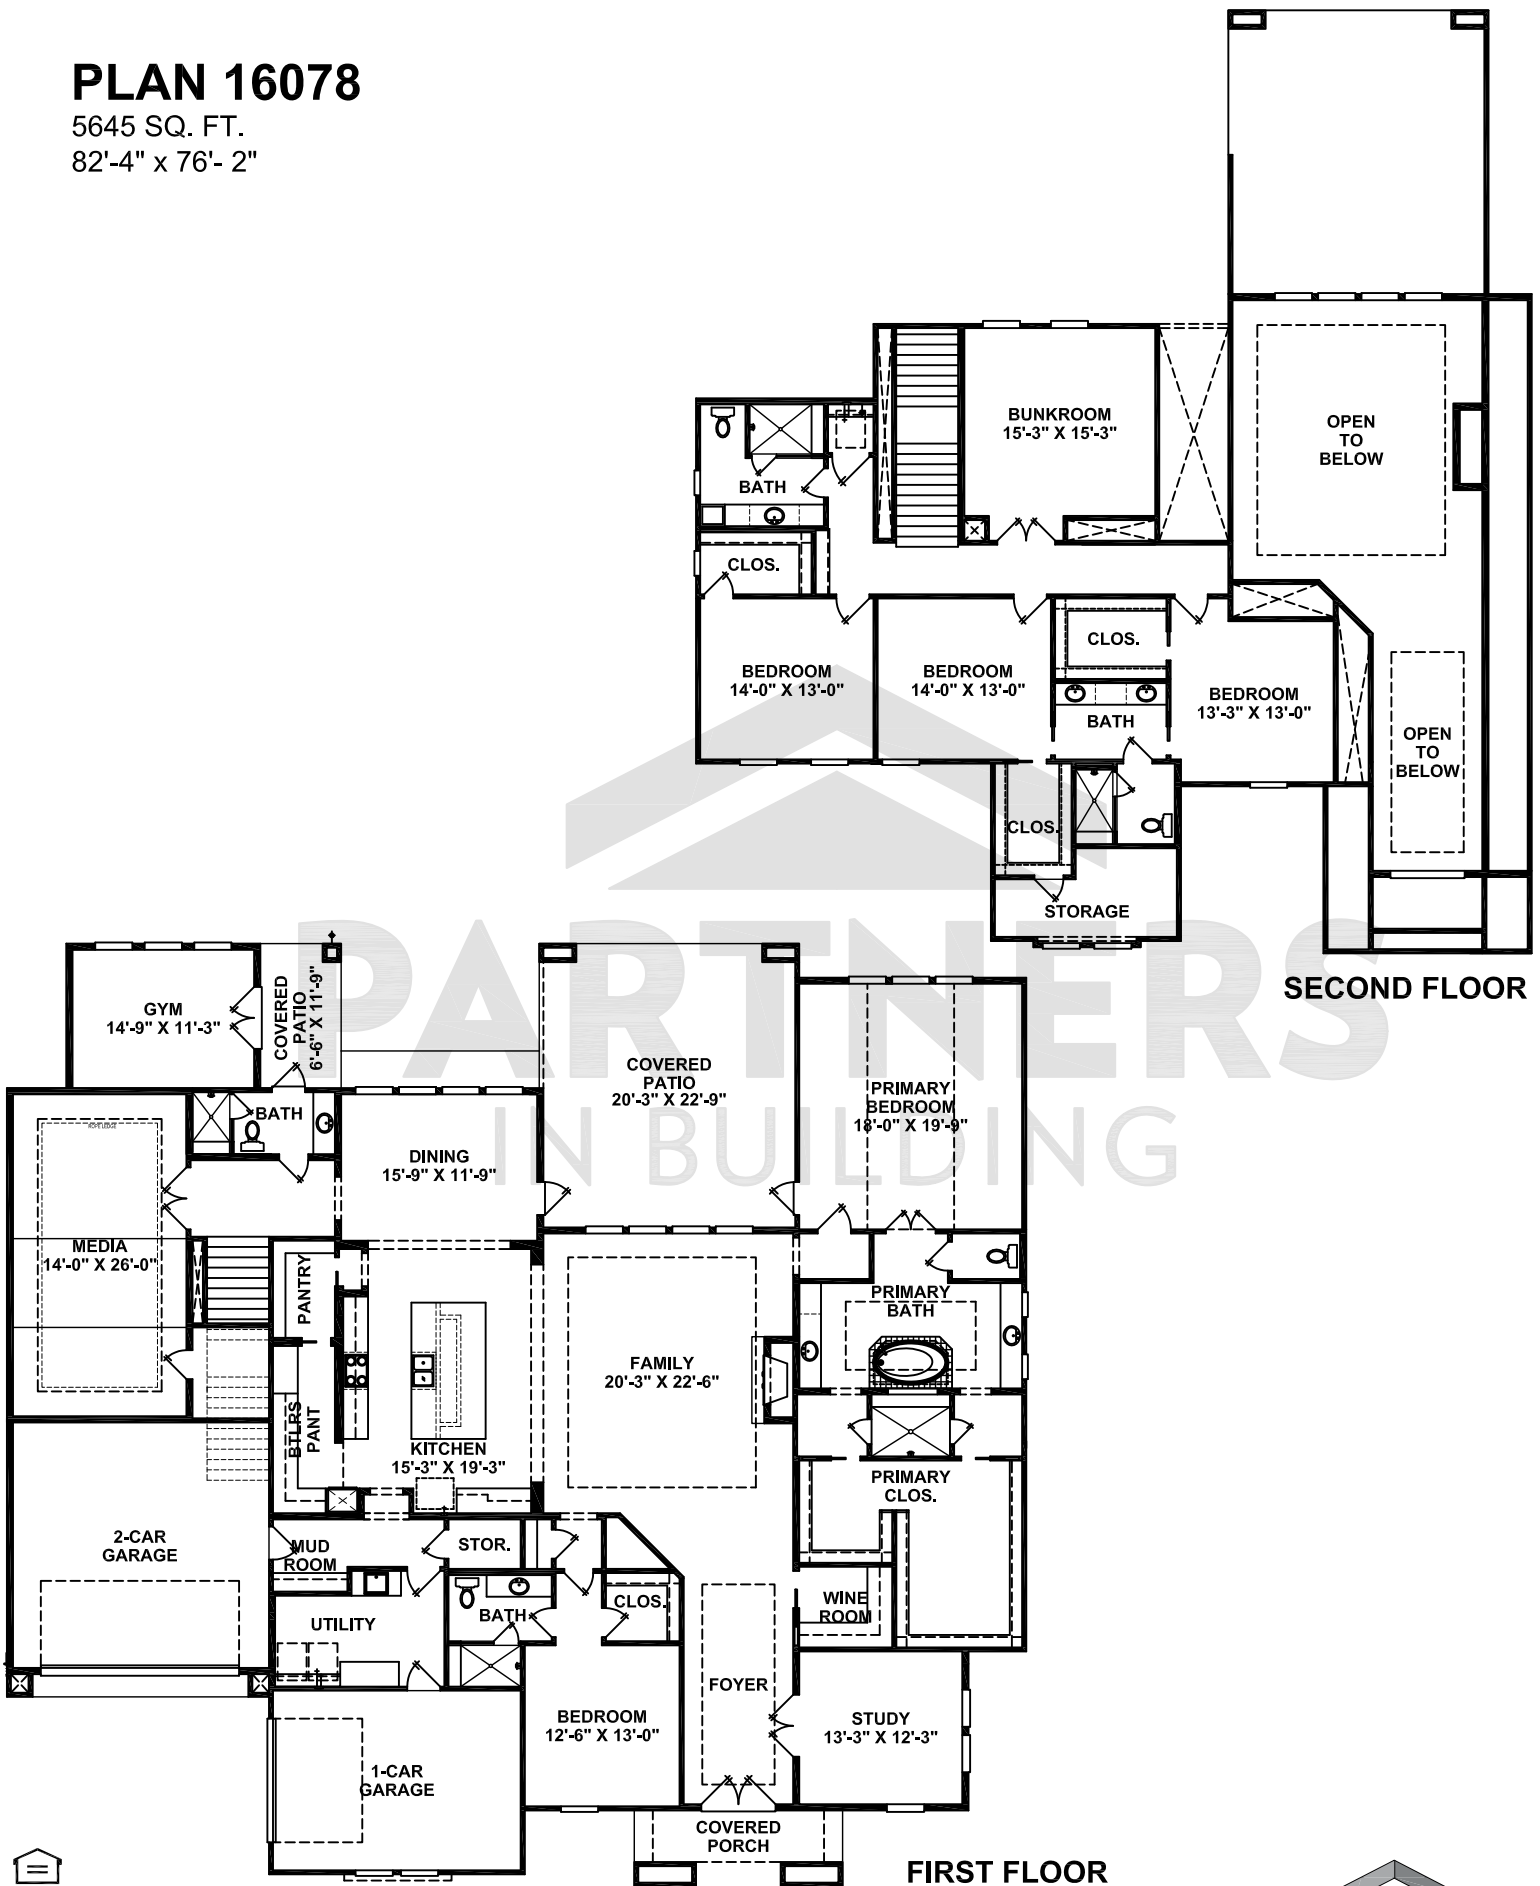 PLAN 16078
5645 SQ. FT.
82'-4" x 76'- 2"
BUNKROOM
15'-3" X 15'-3"
OPEN
TO
BELOW
BATH
CLOS.
BEDROOM
14'-0" X 13'-0"
BEDROOM
14'-0" X 13'-0"
CLOS.
BATH
BEDROOM
13'-3" X 13'-0"
OPEN
TO
BELOW
CLOS.
STORAGE
SECOND FLOOR
PARTNERS
IN BUILDING
GYM
14'-9" X 11'-3"
COVERED
PATIO
6'-6" X 11'-9"
COVERED
PATIO
20'-3" X 22'-9"
PRIMARY
BEDROOM
18'-0" X 19'-9"
BATH
DINING
15'-9" X 11'-9"
MEDIA
14'-0" X 26'-0"
PANTRY
PRIMARY
BATH
FAMILY
20'-3" X 22'-6"
BTLRS
PANT
KITCHEN
15'-3" X 19'-3"
PRIMARY
CLOS.
2-CAR
GARAGE
MUD
ROOM
STOR.
UTILITY
BATH
CLOS.
WINE
ROOM
FOYER
BEDROOM
12'-6" X 13'-0"
STUDY
13'-3" X 12'-3"
1-CAR
GARAGE
COVERED
PORCH
FIRST FLOOR